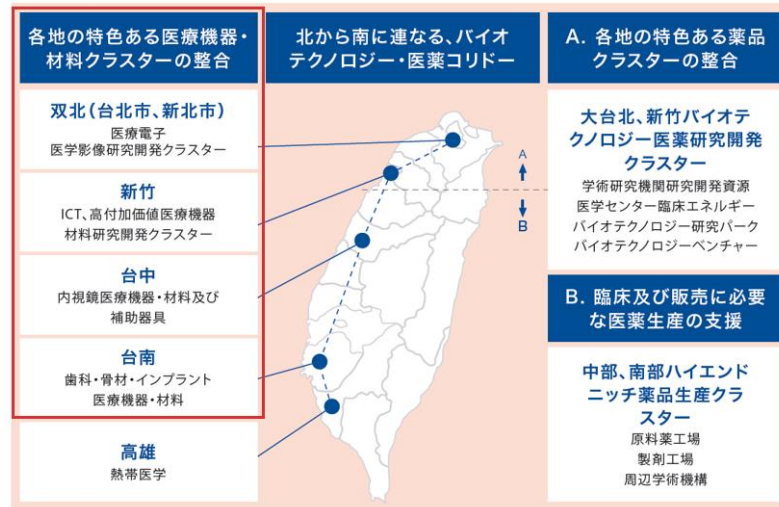 各地の特色ある医療機器・
材料クラスターの整合
双北（台北市、新北市）
医療電子
医学影像研究開発クラスター
新竹
ICT、高付加価値医療機器
材料研究開発クラスター
台中
内視鏡医療機器・材料及び
補助器具
台南
歯科・骨材・インプラント
医療機器・材料
高雄
熱帯医学
北から南に連なる、バイオ
テクノロジー・医薬コリドー
A
B
A. 各地の特色ある薬品
クラスターの整合
大台北、新竹バイオテ
クノロジー医薬研究開発
クラスター
学術研究機関研究開発資源
医学センター臨床エネルギー
バイオテクノロジー研究パーク
バイオテクノロジーベンチャー
B. 臨床及び販売に必要
な医薬生産の支援
中部、南部ハイエンド
ニッチ薬品生産クラ
スター
原料薬工場
製剤工場
周辺学術機構